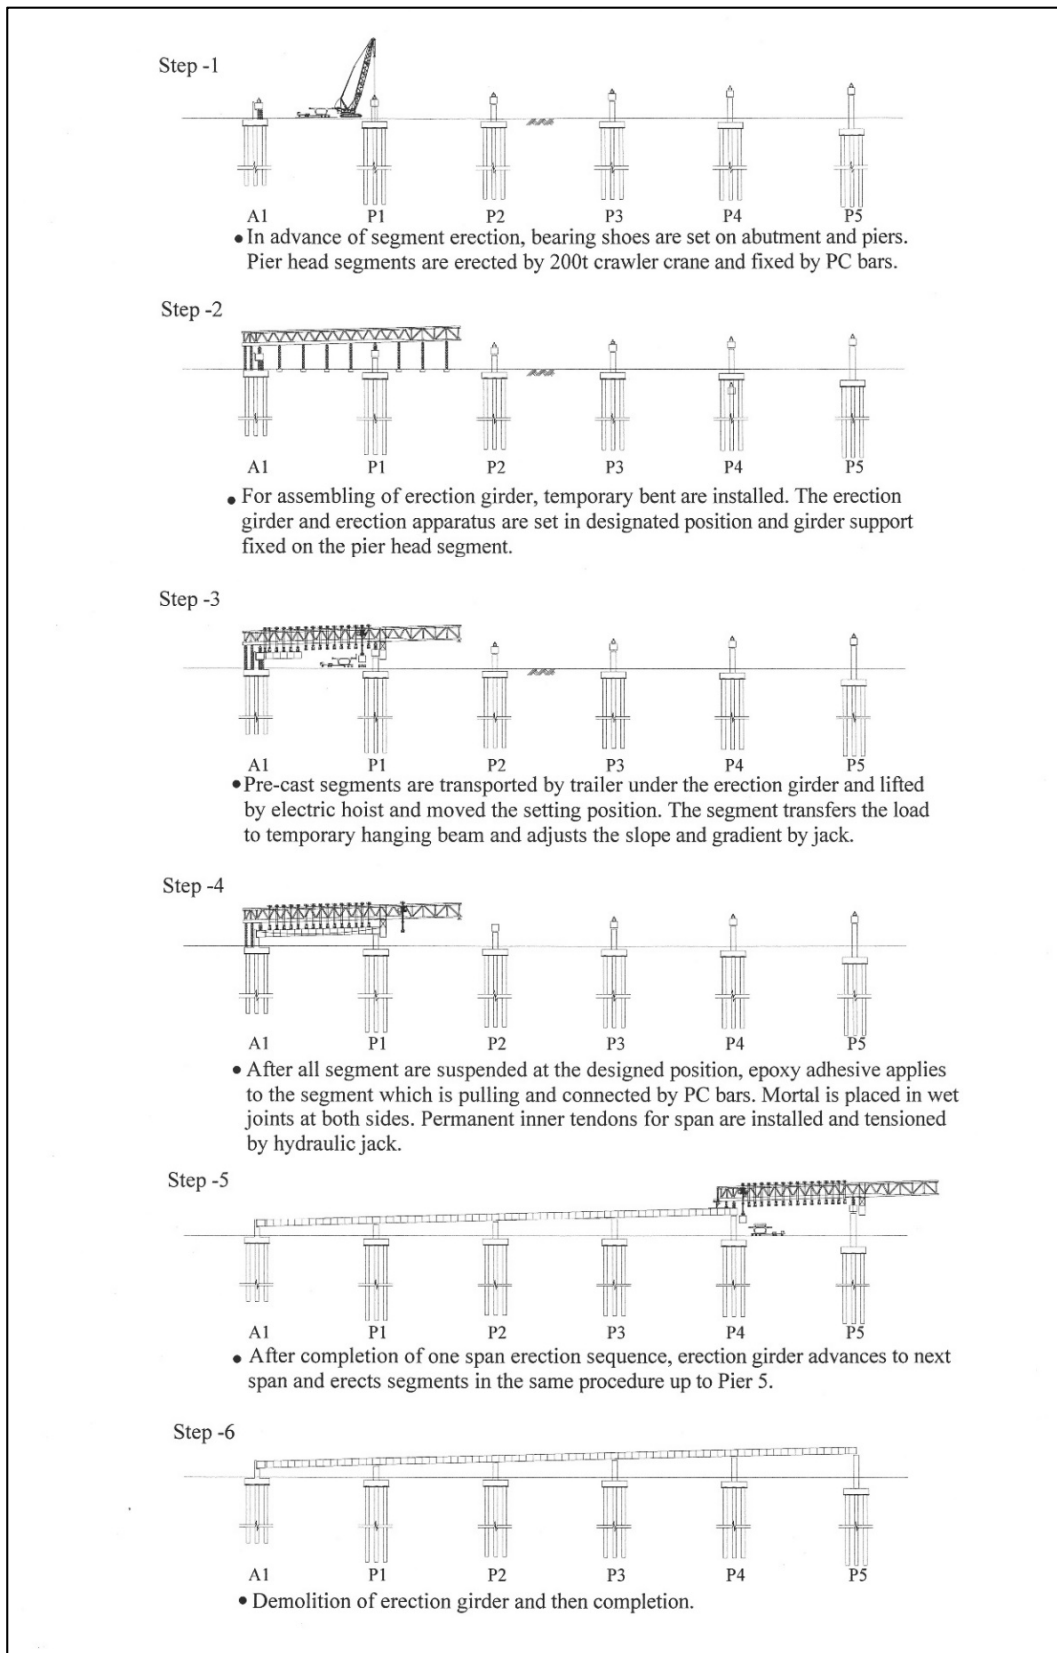 Step -1
A1 P1 P2 P3 P4 P5
• In advance of segment erection, bearing shoes are set on abutment and piers.
Pier head segments are erected by 200t crawler crane and fixed by PC bars.
Step -2
A1 P1 P2 P3 P4 P5
• For assembling of erection girder, temporary bent are installed. The erection
girder and erection apparatus are set in designated position and girder support
fixed on the pier head segment.
Step -3
A1 P1 P2 P3 P4 P5
• Pre-cast segments are transported by trailer under the erection girder and lifted
by electric hoist and moved the setting position. The segment transfers the load
to temporary hanging beam and adjusts the slope and gradient by jack.
Step -4
A1 P1 P2 P3 P4 P5
• After all segment are suspended at the designed position, epoxy adhesive applies
to the segment which is pulling and connected by PC bars. Mortal is placed in wet
joints at both sides. Permanent inner tendons for span are installed and tensioned
by hydraulic jack.
Step -5
A1 P1 P2 P3 P4 P5
• After completion of one span erection sequence, erection girder advances to next
span and erects segments in the same procedure up to Pier 5.
Step -6
A1 P1 P2 P3 P4 P5
• Demolition of erection girder and then completion.